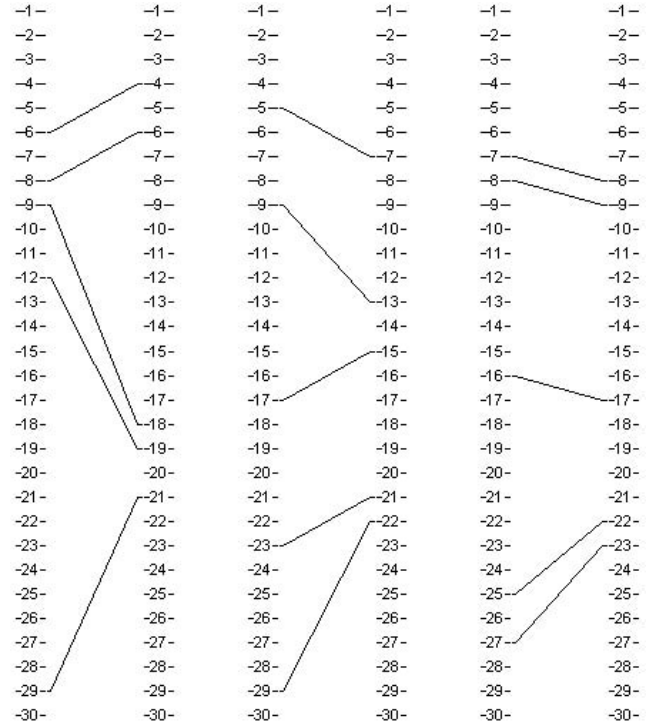 –1– –1– –1– –1– –1– –1–
–2– –2– –2– –2– –2– –2–
–3– –3– –3– –3– –3– –3–
–4– –4– –4– –4– –4– –4–
–5– –5– –5– –5– –5– –5–
–6– –6– –6– –6– –6– –6–
–7– –7– –7– –7– –7– –7–
–8– –8– –8– –8– –8– –8–
–9– –9– –9– –9– –9– –9–
-10- -10- -10- -10- -10- -10-
-11- -11- -11- -11- -11- -11-
-12- -12- -12- -12- -12- -12-
-13- -13- -13- -13- -13- -13-
-14- -14- -14- -14- -14- -14-
-15- -15- -15- -15- -15- -15-
-16- -16- -16- -16- -16- -16-
-17- -17- -17- -17- -17- -17-
-18- -18- -18- -18- -18- -18-
-19- -19- -19- -19- -19- -19-
-20- -20- -20- -20- -20- -20-
-21- -21- -21- -21- -21- -21-
-22- -22- -22- -22- -22- -22-
-23- -23- -23- -23- -23- -23-
-24- -24- -24- -24- -24- -24-
-25- -25- -25- -25- -25- -25-
-26- -26- -26- -26- -26- -26-
-27- -27- -27- -27- -27- -27-
-28- -28- -28- -28- -28- -28-
-29- -29- -29- -29- -29- -29-
-30- -30- -30- -30- -30- -30-